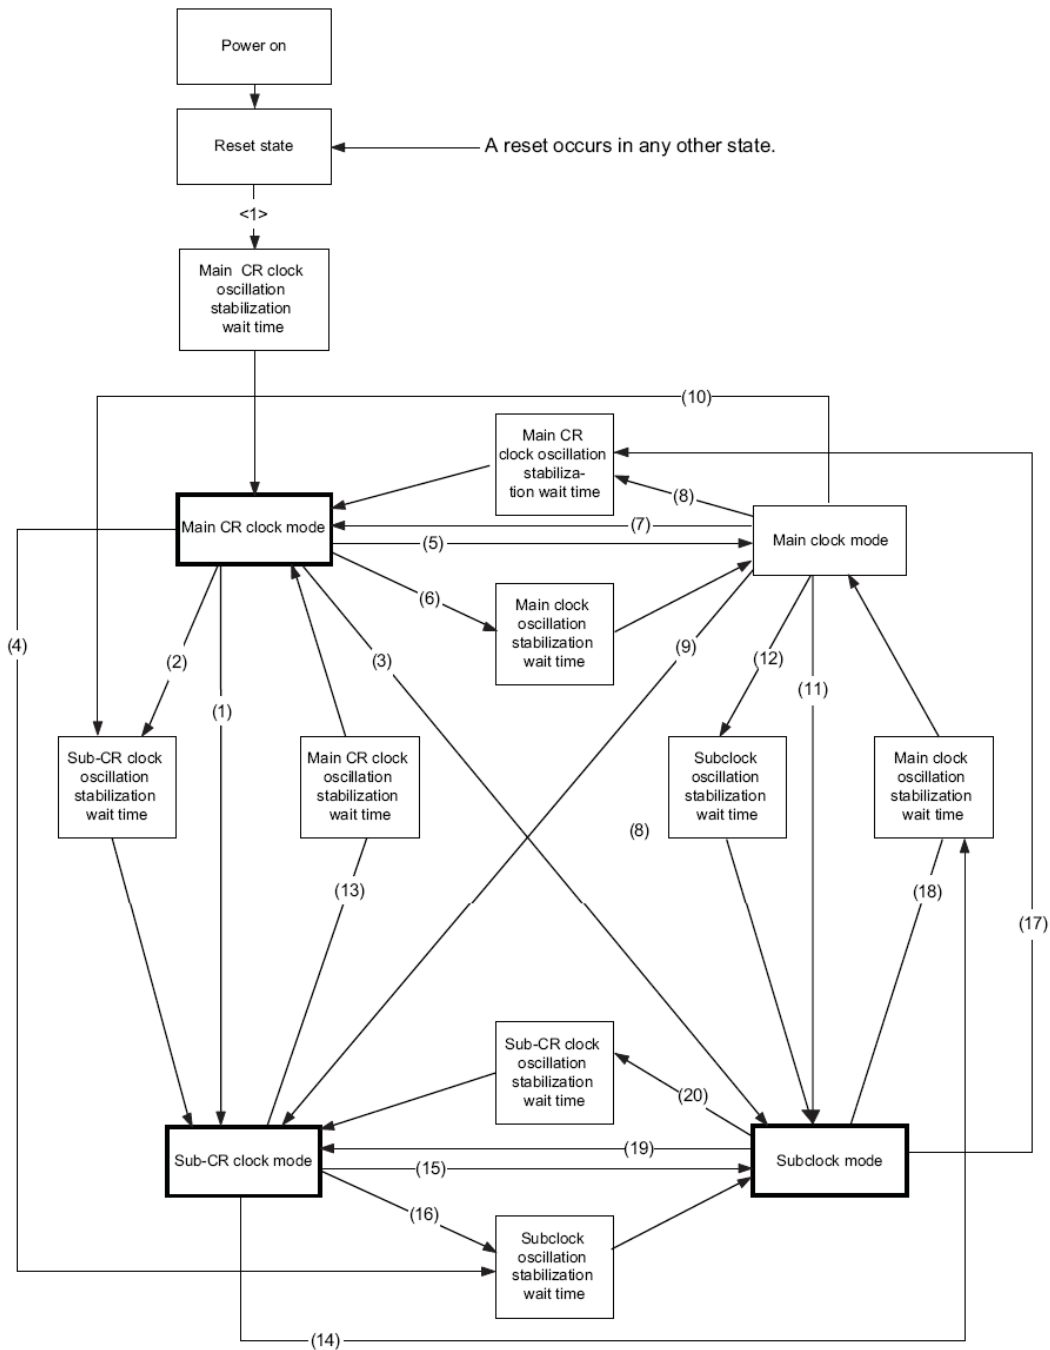 Power on
Reset state
A reset occurs in any other state.
<1>
Main CR clock
oscillation
stabilization
wait time
(10)
Main CR
clock oscillation
stabiliza-
tion wait time
(8)
Main CR clock mode
(7)
(5)
Main clock mode
(6)
Main clock
oscillation
stabilization
wait time
(4)
(2)
(3)
(9)
(12)
(11)
(1)
Sub-CR clock
oscillation
stabilization
wait time
Main CR clock
oscillation
stabilization
wait time
Subclock
oscillation
stabilization
wait time
Main clock
oscillation
stabilization
wait time
(8)
(13)
(18)
(17)
Sub-CR clock
oscillation
stabilization
wait time
(20)
Sub-CR clock mode
(19)
(15)
Subclock mode
(16)
Subclock
oscillation
stabilization
wait time
(14)